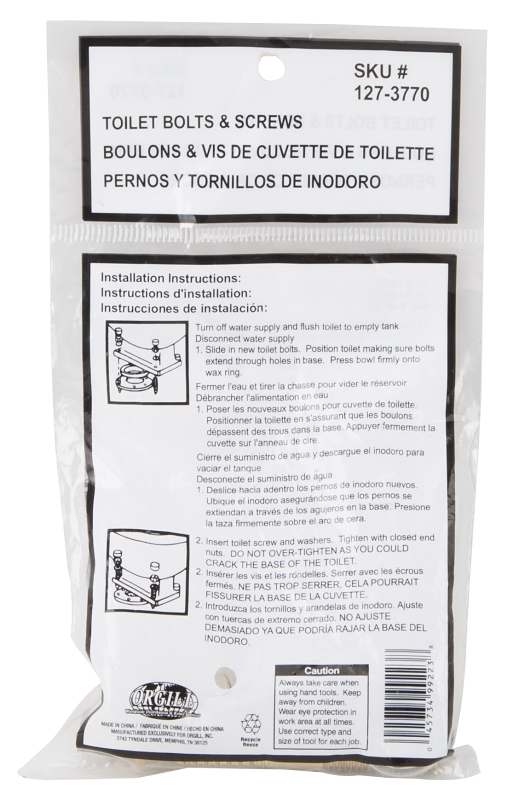 SKU #
127-3770
TOILET BOLTS & SCREWS
BOULONS & VIS DE CUVETTE DE TOILETTE
PERNOS Y TORNILLOS DE INODORO
Installation Instructions:
Instructions d'installation:
Instrucciones de instalación:
Turn off water supply and flush toilet to empty tank
Disconnect water supply
1. Slide in new toilet bolts. Position toilet making sure bolts
extend through holes in base. Press bowl firmly onto
wax ring.
Fermer l'eau et tirer la chasse pour vider le réservoir
Débrancher l'alimentation en eau
1. Poser les nouveaux boulons pour cuvette de toilette.
Positionner la toilette en s'assurant que les boulons
dépassent des trous dans la base. Appuyer fermement la
cuvette sur l'anneau de cire.
Cierre el suministro de agua y descargue el inodoro para
vaciar el tanque
Desconecte el suministro de agua
1. Deslice hacia adentro los pernos de inodoro nuevos.
Ubique el inodoro asegurándose que los pernos se
extiendan a través de los agujeros en la base. Presione
la taza firmemente sobre el aro de cera.
2. Insert toilet screw and washers. Tighten with closed end
nuts. DO NOT OVER-TIGHTEN AS YOU COULD
CRACK THE BASE OF THE TOILET.
2. Insérer les vis et les rondelles. Serrer avec les écrous
fermés. NE PAS TROP SERRER, CELA POURRAIT
FISSURER LA BASE DE LA CUVETTE.
2. Introduzca los tornillos y arandelas de inodoro. Ajuste
con tuercas de extremo cerrado. NO AJUSTE
DEMASIADO YA QUE PODRÍA RAJAR LA BASE DEL
INODORO.
ORGILL
MADE IN CHINA / FABRIQUÉ EN CHINE / HECHO EN CHINA
MANUFACTURED EXCLUSIVELY FOR ORGILL, INC.
3742 TYNDALE DRIVE, MEMPHIS, TN 38125
Recycle
Reuse
Caution
Always take care when
using hand tools. Keep
away from children.
Wear eye protection in
work area at all times.
Use correct type and
size of tool for each job.
0 45734 99223 8